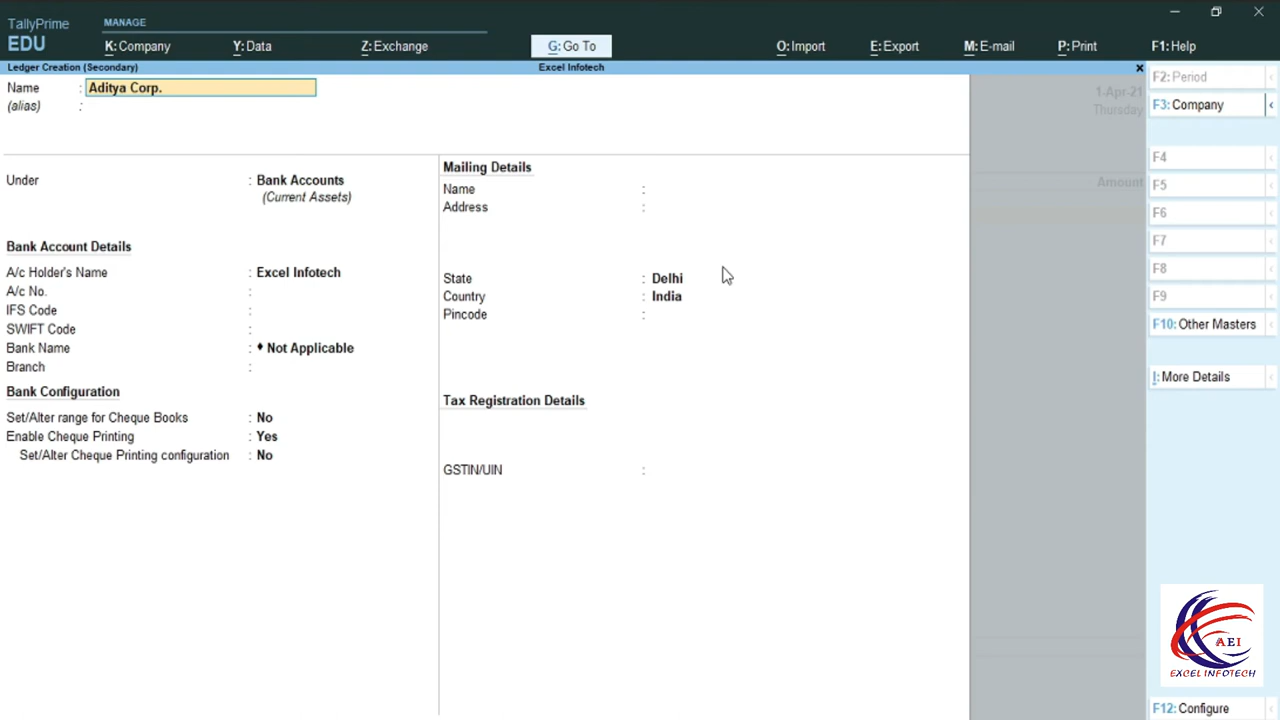 TallyPrime
EDU
MANAGE
K: Company
Y: Data
Z: Exchange
G: Go To
O: Import
E: Export
M: E-mail
P: Print
F1: Help
Ledger Creation (Secondary)
Excel Infotech
x
Name : Aditya Corp.
(alias) :
Under : Bank Accounts
(Current Assets)
Bank Account Details
A/c Holder's Name : Excel Infotech
A/c No. :
IFS Code :
SWIFT Code :
Bank Name : ♦ Not Applicable
Branch :
Bank Configuration
Set/Alter range for Cheque Books : No
Enable Cheque Printing : Yes
Set/Alter Cheque Printing configuration : No
Mailing Details
Name :
Address :
State : Delhi
Country : India
Pincode :
Tax Registration Details
GSTIN/UIN :
1-Apr-21
Thursday
Amount
F2: Period
F3: Company
F4
F5
F6
F7
F8
F9
F10: Other Masters
I: More Details
AEI
EXCEL INFOTECH
F12: Configure